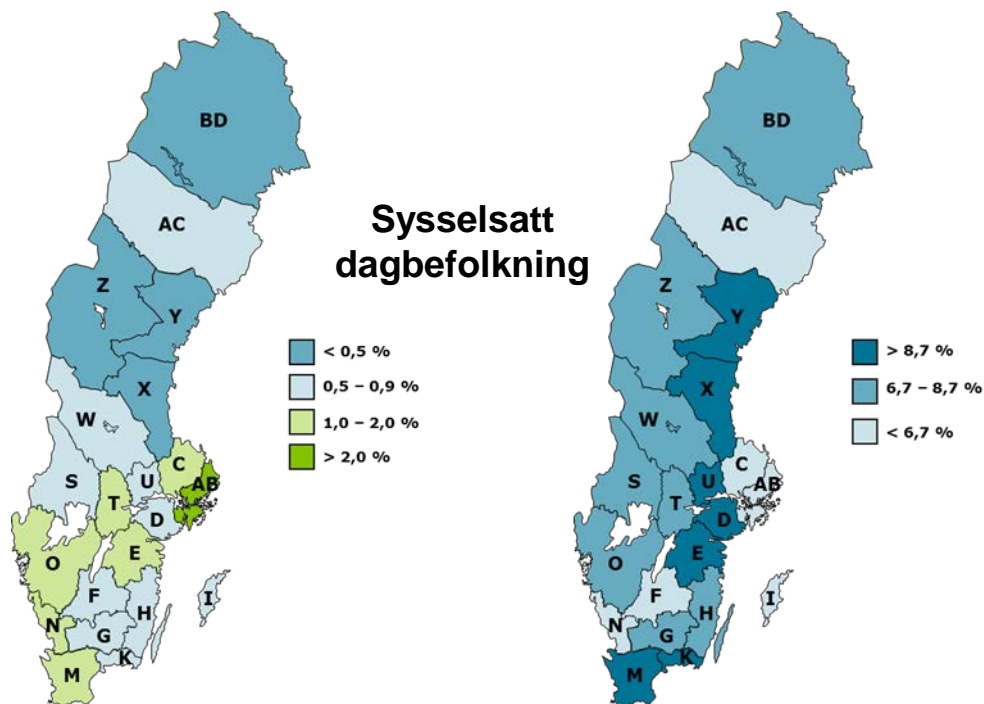 BD
AC
Z
Y
X
W
C
AB
U
S
T
D
O
E
F
H
I
N
G
K
M
Sysselsatt
dagbefolkning
< 0,5 %
0,5 – 0,9 %
1,0 – 2,0 %
> 2,0 %
BD
AC
Z
Y
X
W
C
AB
U
S
T
D
E
O
F
H
I
N
G
K
M
> 8,7 %
6,7 – 8,7 %
< 6,7 %